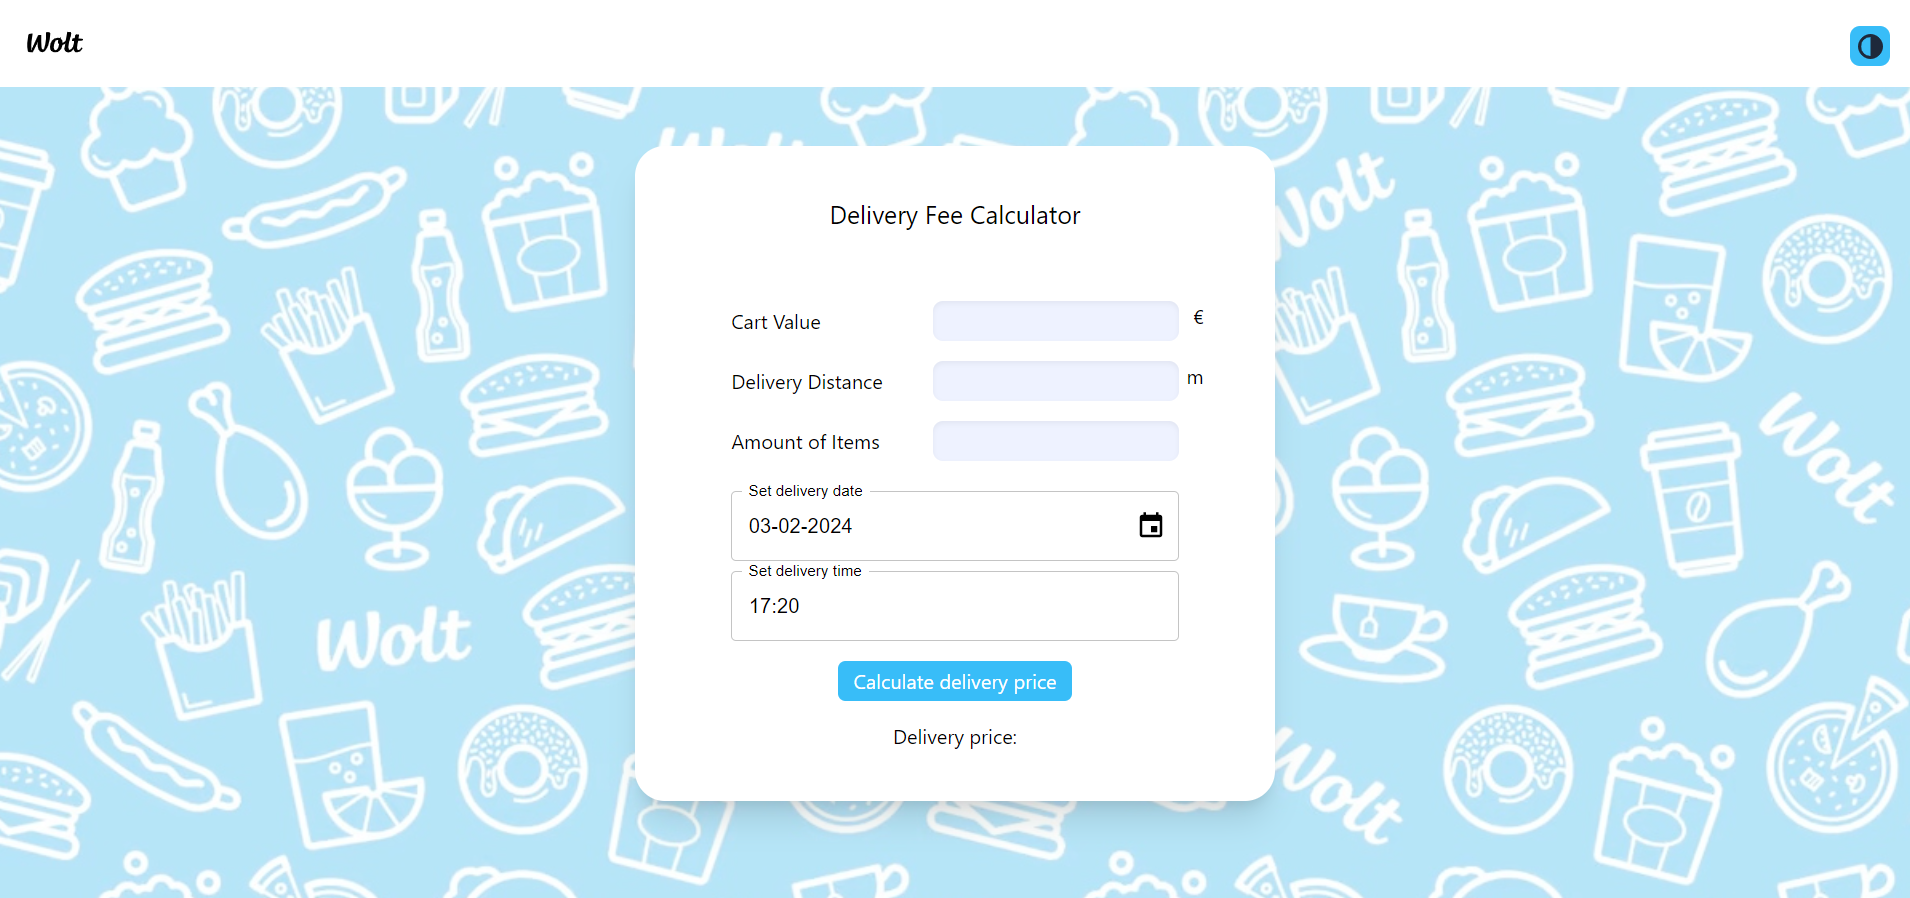 Wolt
Wolt
Wolt
Delivery Fee Calculator
Cart Value €
Delivery Distance m
Amount of Items
Wolt
Set delivery date
03-02-2024
Set delivery time
17:20
Wolt
Calculate delivery price
Delivery price:
Wolt